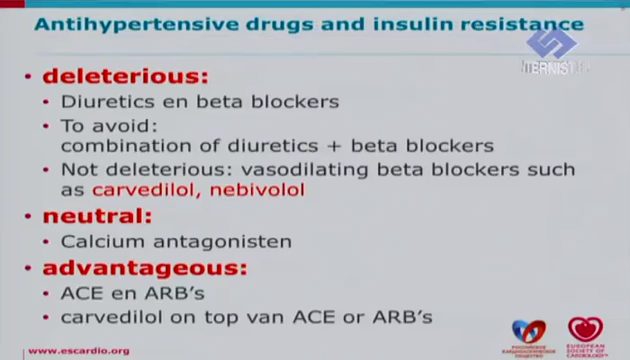 Antihypertensive drugs and insulin resistance
• deleterious:
• Diuretics en beta blockers
• To avoid:
combination of diuretics + beta blockers
• Not deleterious: vasodilating beta blockers such
as carvedilol, nebivolol
• neutral:
• Calcium antagonisten
• advantageous:
• ACE en ARB's
• carvedilol on top van ACE or ARB's
www.escardio.org
EUROPEAN
SOCIETY OF
CARDIOLOGY